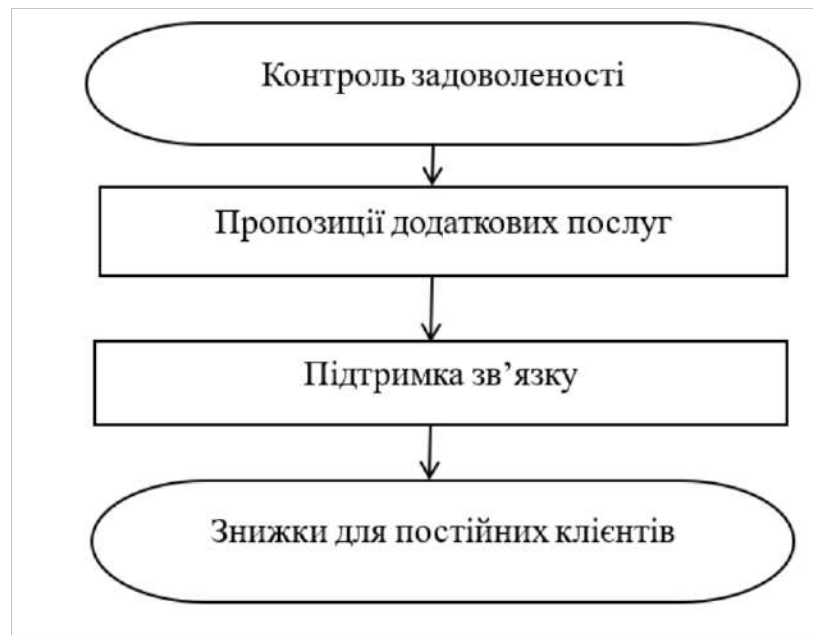 Контроль задоволеності
Пропозиції додаткових послуг
Підтримка зв’язку
Знижки для постійних клієнтів